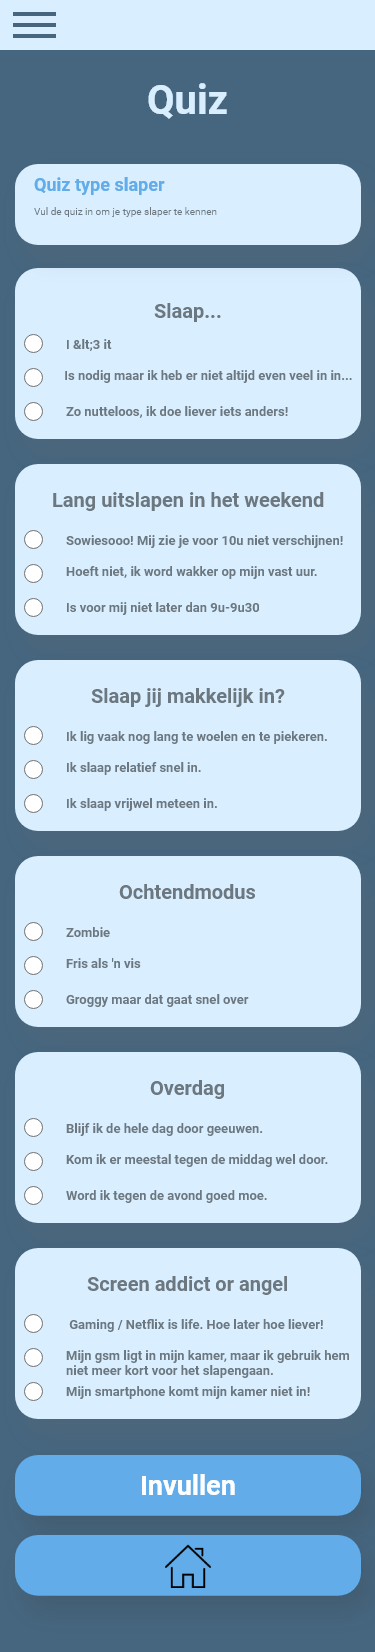 Quiz
Quiz type slaper
Vul de quiz in om je type slaper te kennen
Slaap...
I &lt;3 it
Is nodig maar ik heb er niet altijd even veel in in...
Zo nutteloos, ik doe liever iets anders!
Lang uitslapen in het weekend
Sowiesooo! Mij zie je voor 10u niet verschijnen!
Hoeft niet, ik word wakker op mijn vast uur.
Is voor mij niet later dan 9u-9u30
Slaap jij makkelijk in?
Ik lig vaak nog lang te woelen en te piekeren.
Ik slaap relatief snel in.
Ik slaap vrijwel meteen in.
Ochtendmodus
Zombie
Fris als 'n vis
Groggy maar dat gaat snel over
Overdag
Blijf ik de hele dag door geeuwen.
Kom ik er meestal tegen de middag wel door.
Word ik tegen de avond goed moe.
Screen addict or angel
Gaming / Netflix is life. Hoe later hoe liever!
Mijn gsm ligt in mijn kamer, maar ik gebruik hem
niet meer kort voor het slapengaan.
Mijn smartphone komt mijn kamer niet in!
Invullen